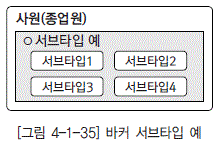 사원(종업원)
○ 서브타입 예
서브타입1 서브타입2
서브타입3 서브타입4
[그림 4-1-35] 바커 서브타입 예